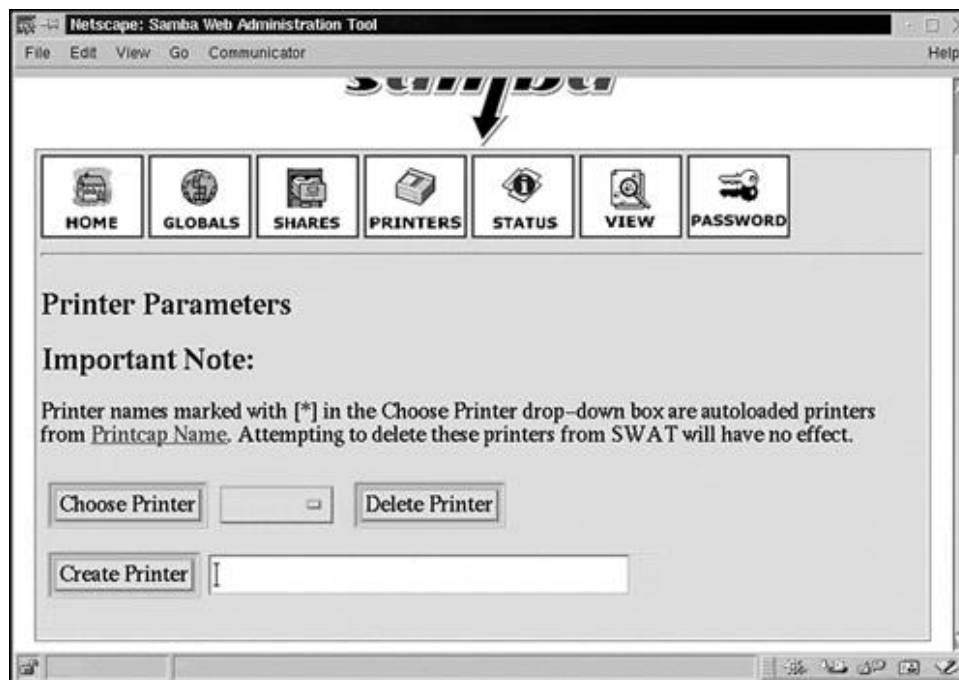 Netscape: Samba Web Administration Tool
File Edit View Go Communicator Help
samba
HOME GLOBALS SHARES PRINTERS STATUS VIEW PASSWORD
Printer Parameters
Important Note:
Printer names marked with [*] in the Choose Printer drop-down box are autoloaded printers
from Printcap Name. Attempting to delete these printers from SWAT will have no effect.
Choose Printer Delete Printer
Create Printer